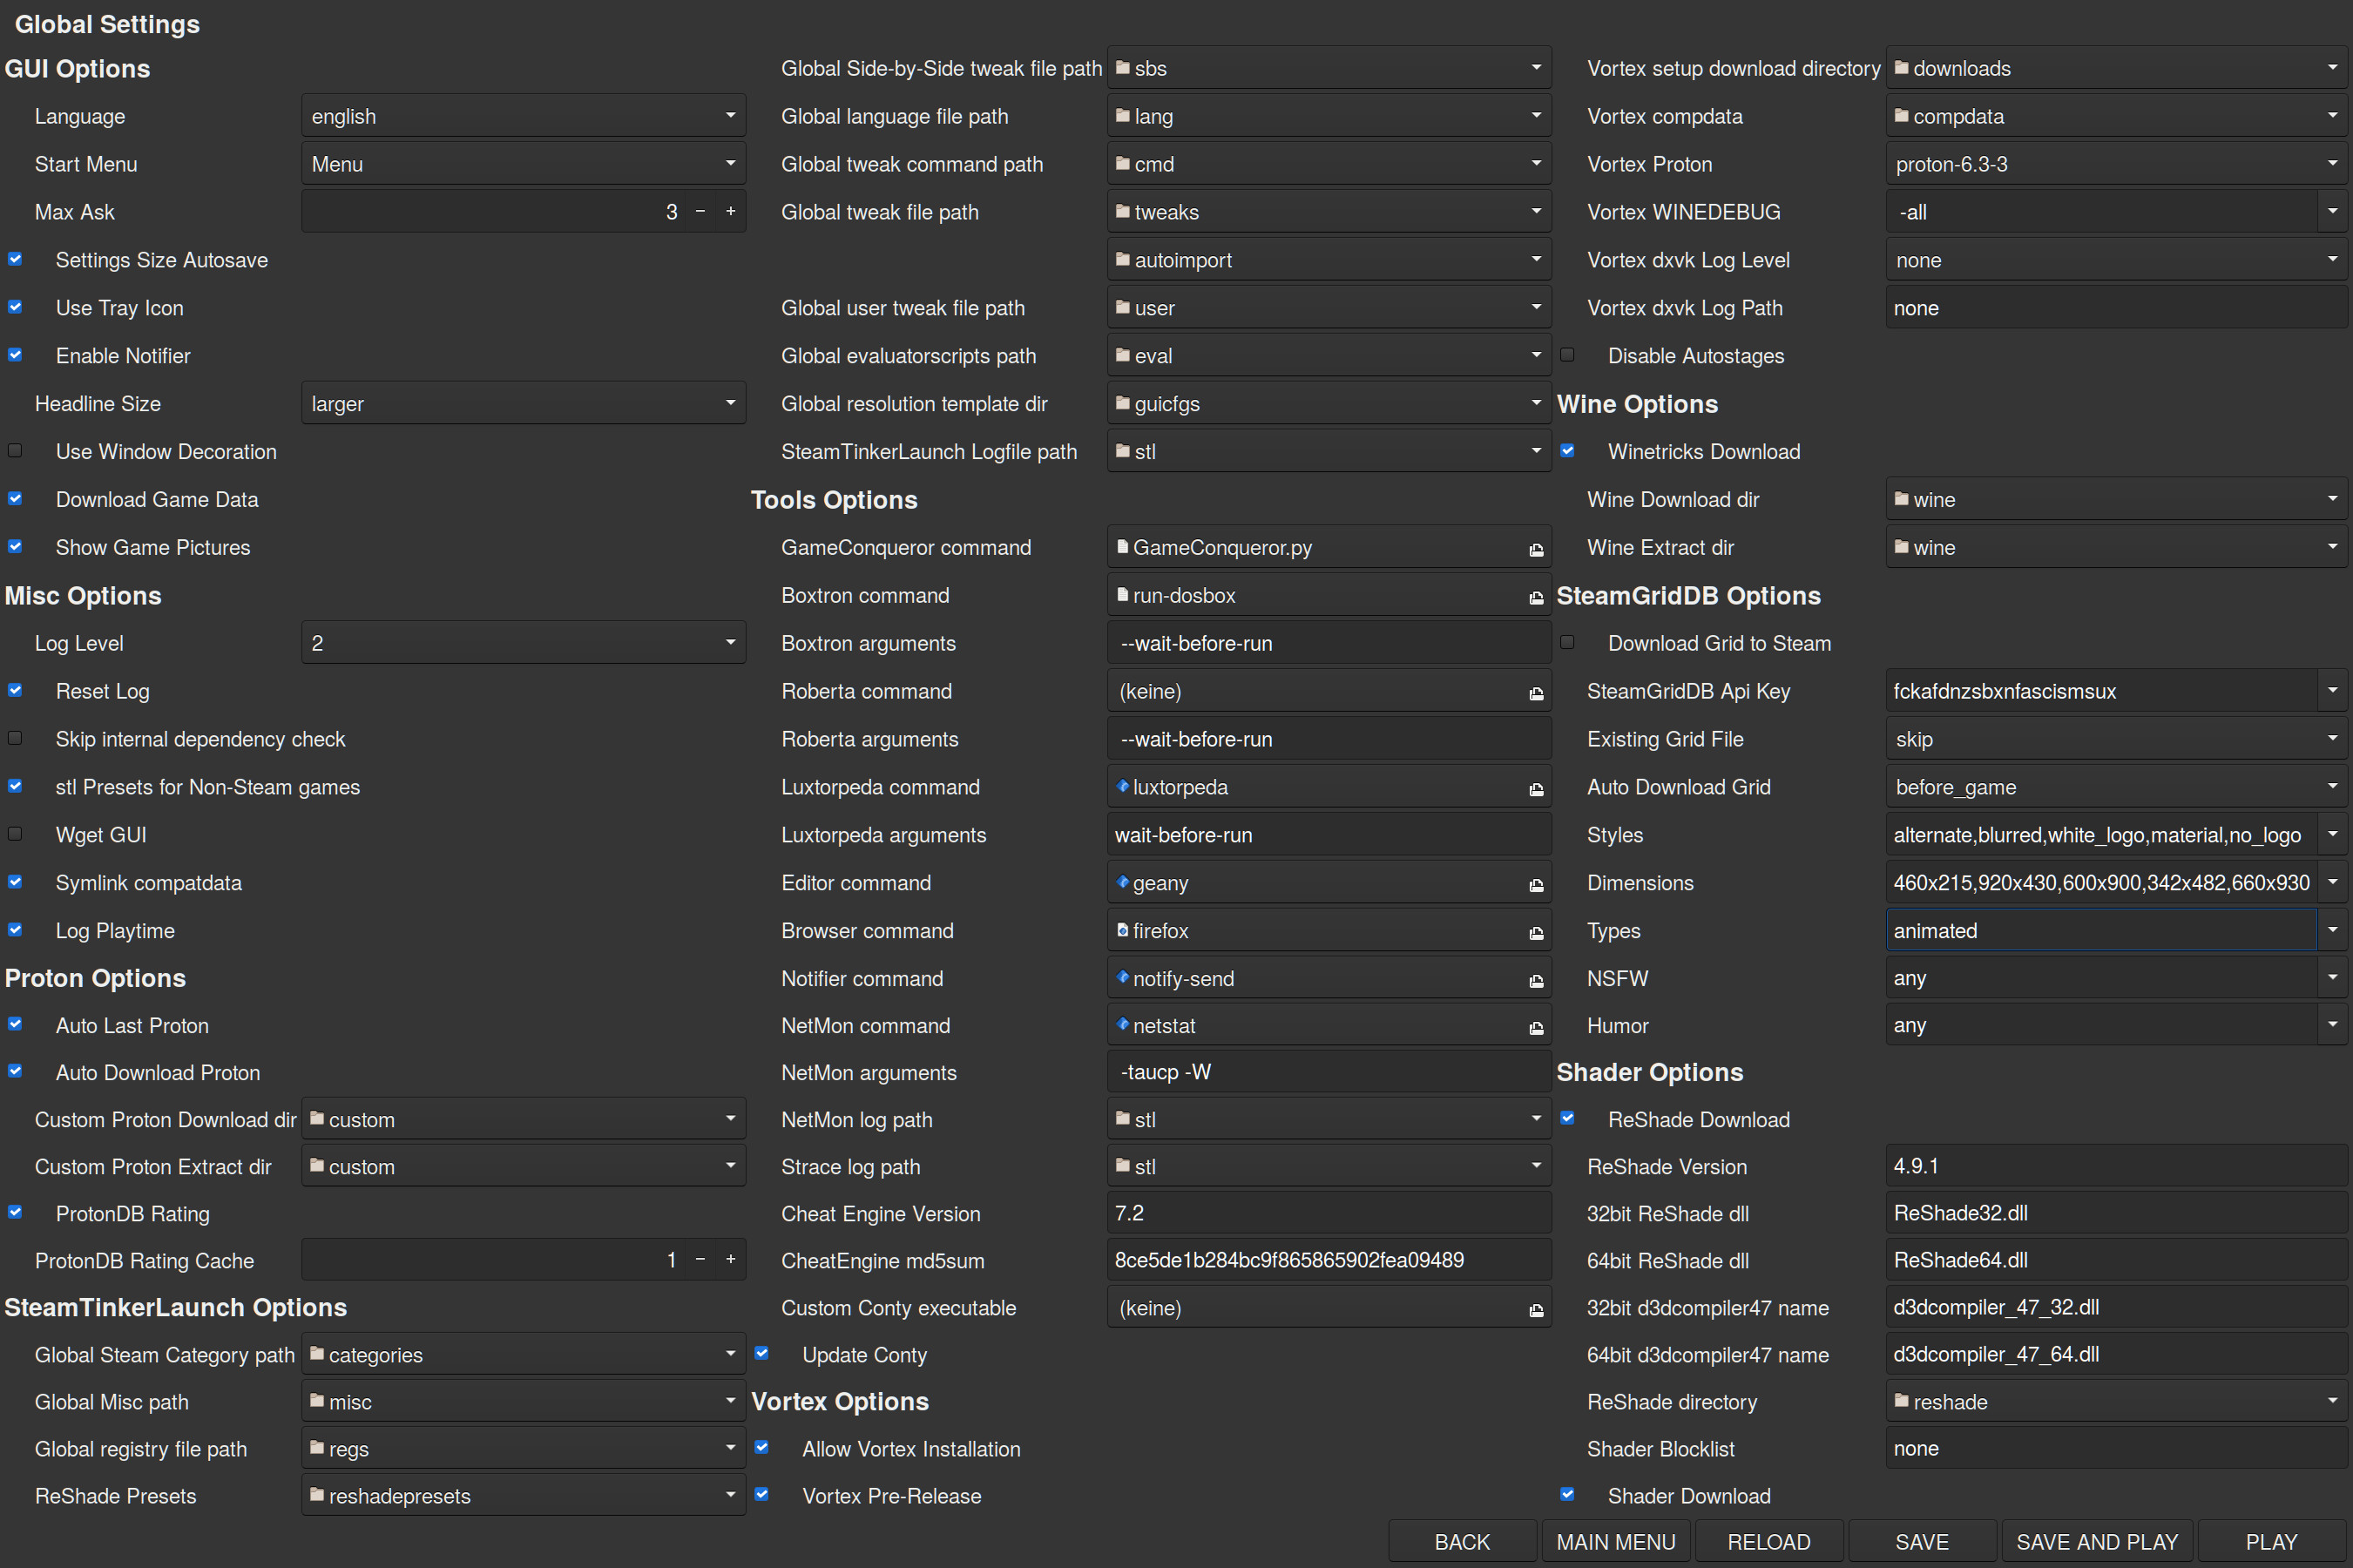 Global Settings
GUI Options
Language english
Start Menu Menu
Max Ask 3 − +
Settings Size Autosave
Use Tray Icon
Enable Notifier
Headline Size larger
Use Window Decoration
Download Game Data
Show Game Pictures
Misc Options
Log Level 2
Reset Log
Skip internal dependency check
stl Presets for Non-Steam games
Wget GUI
Symlink compatdata
Log Playtime
Proton Options
Auto Last Proton
Auto Download Proton
Custom Proton Download dir custom
Custom Proton Extract dir custom
ProtonDB Rating
ProtonDB Rating Cache 1 − +
SteamTinkerLaunch Options
Global Steam Category path categories
Global Misc path misc
Global registry file path regs
ReShade Presets reshadepresets
Global Side-by-Side tweak file path sbs
Global language file path lang
Global tweak command path cmd
Global tweak file path tweaks
autoimport
Global user tweak file path user
Global evaluatorscripts path eval
Global resolution template dir guicfgs
SteamTinkerLaunch Logfile path stl
Tools Options
GameConqueror command GameConqueror.py
Boxtron command run-dosbox
Boxtron arguments --wait-before-run
Roberta command (keine)
Roberta arguments --wait-before-run
Luxtorpeda command luxtorpeda
Luxtorpeda arguments wait-before-run
Editor command geany
Browser command firefox
Notifier command notify-send
NetMon command netstat
NetMon arguments -taucp -W
NetMon log path stl
Strace log path stl
Cheat Engine Version 7.2
CheatEngine md5sum 8ce5de1b284bc9f865865902fea09489
Custom Conty executable (keine)
Update Conty
Vortex Options
Allow Vortex Installation
Vortex Pre-Release
Vortex setup download directory downloads
Vortex compdata compdata
Vortex Proton proton-6.3-3
Vortex WINEDEBUG -all
Vortex dxvk Log Level none
Vortex dxvk Log Path none
Disable Autostages
Wine Options
Winetricks Download
Wine Download dir wine
Wine Extract dir wine
SteamGridDB Options
Download Grid to Steam
SteamGridDB Api Key fckafdnzsbxnfascismsux
Existing Grid File skip
Auto Download Grid before_game
Styles alternate,blurred,white_logo,material,no_logo
Dimensions 460x215,920x430,600x900,342x482,660x930
Types animated
NSFW any
Humor any
Shader Options
ReShade Download
ReShade Version 4.9.1
32bit ReShade dll ReShade32.dll
64bit ReShade dll ReShade64.dll
32bit d3dcompiler47 name d3dcompiler_47_32.dll
64bit d3dcompiler47 name d3dcompiler_47_64.dll
ReShade directory reshade
Shader Blocklist none
Shader Download
BACK MAIN MENU RELOAD SAVE SAVE AND PLAY PLAY